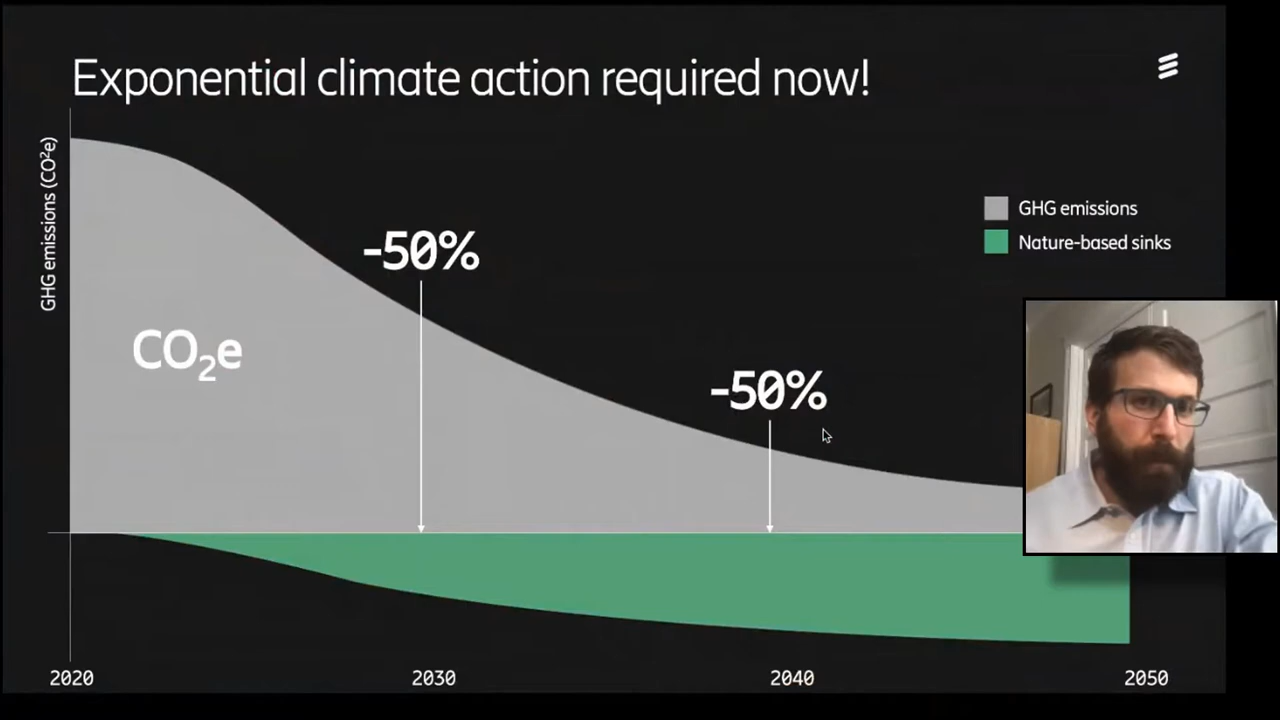 Exponential climate action required now!
GHG emissions (CO²e)
GHG emissions
Nature-based sinks
-50%
CO₂e
-50%
2020
2030
2040
2050